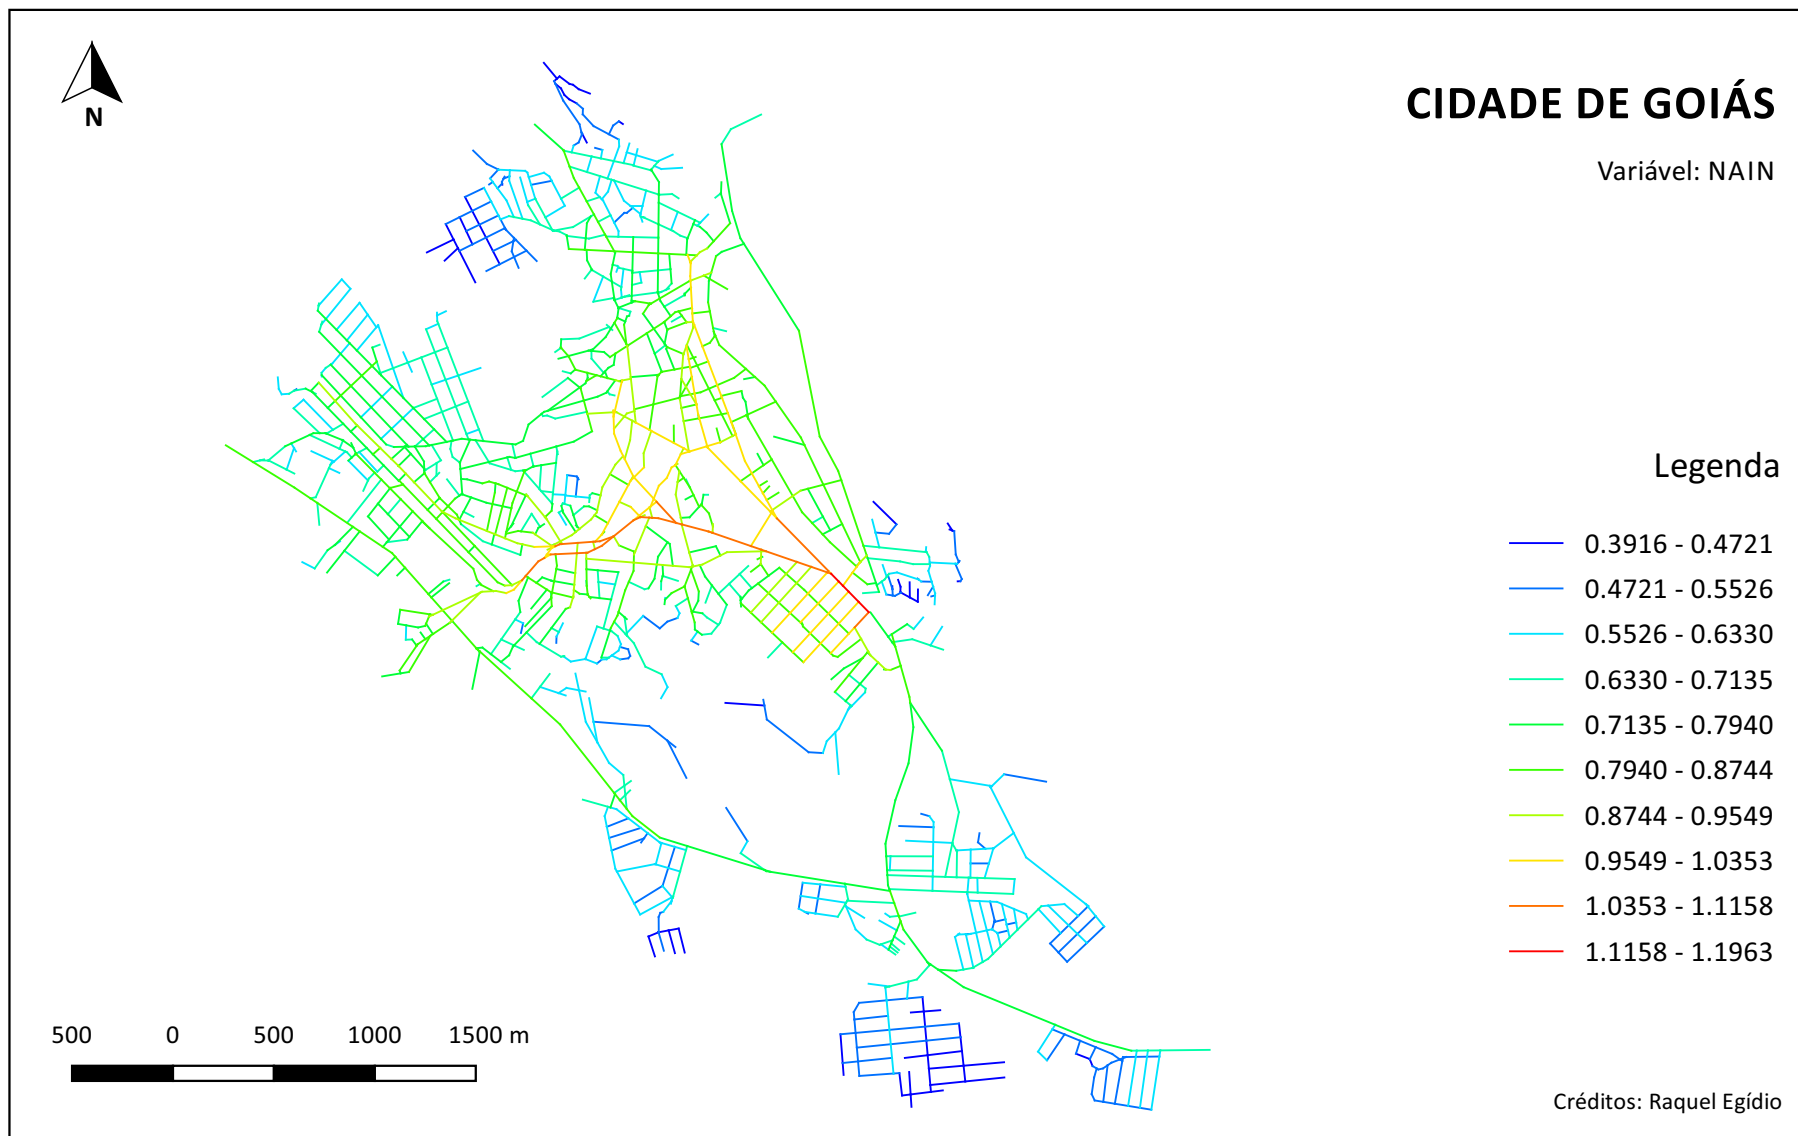 N
CIDADE DE GOIÁS
Variável: NAIN
Legenda
0.3916 - 0.4721
0.4721 - 0.5526
0.5526 - 0.6330
0.6330 - 0.7135
0.7135 - 0.7940
0.7940 - 0.8744
0.8744 - 0.9549
0.9549 - 1.0353
1.0353 - 1.1158
1.1158 - 1.1963
500 0 500 1000 1500 m
Créditos: Raquel Egídio